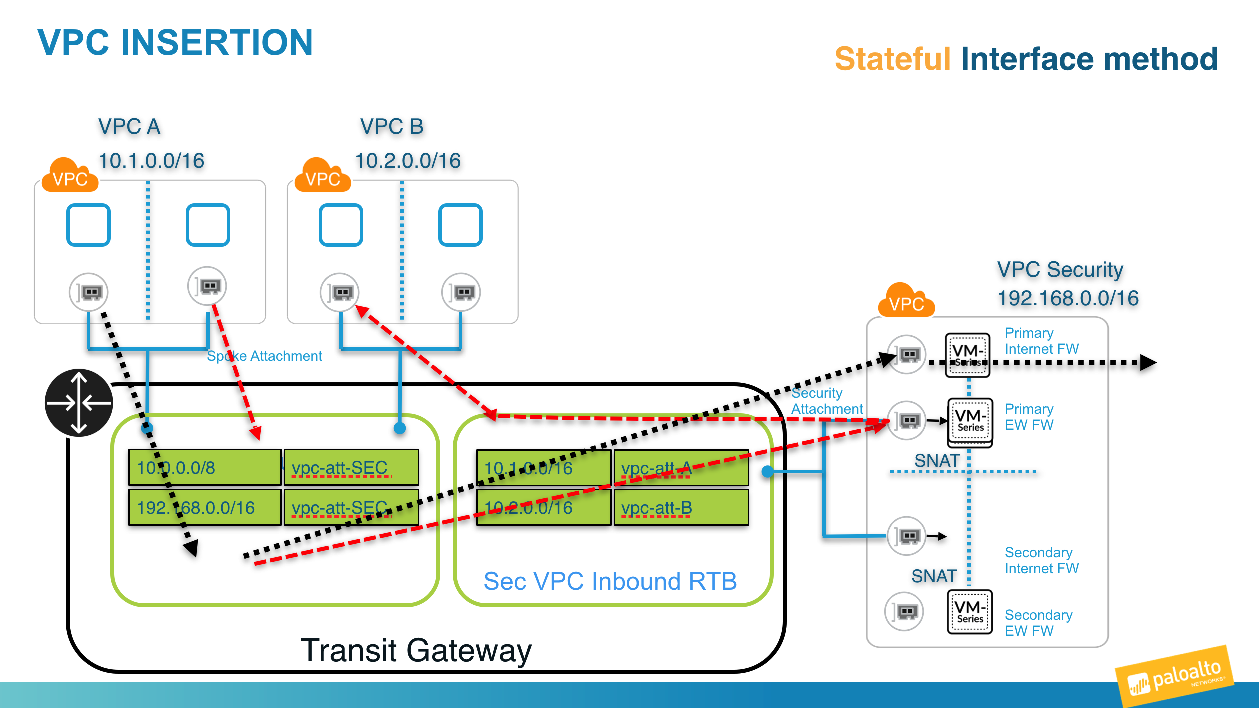 VPC INSERTION
Stateful Interface method
VPC A
10.1.0.0/16
VPC
VPC B
10.2.0.0/16
VPC
VPC Security
192.168.0.0/16
VPC
Spoke Attachment
Primary
Internet FW
VM-
Series
Security
Attachment
Primary
EW FW
VM-
Series
SNAT
10.0.0.0/8
vpc-att-SEC
10.1.0.0/16
vpc-att-A
192.168.0.0/16
vpc-att-SEC
10.2.0.0/16
vpc-att-B
Secondary
Internet FW
SNAT
Sec VPC Inbound RTB
VM-
Series
Secondary
EW FW
Transit Gateway
paloalto
NETWORKS